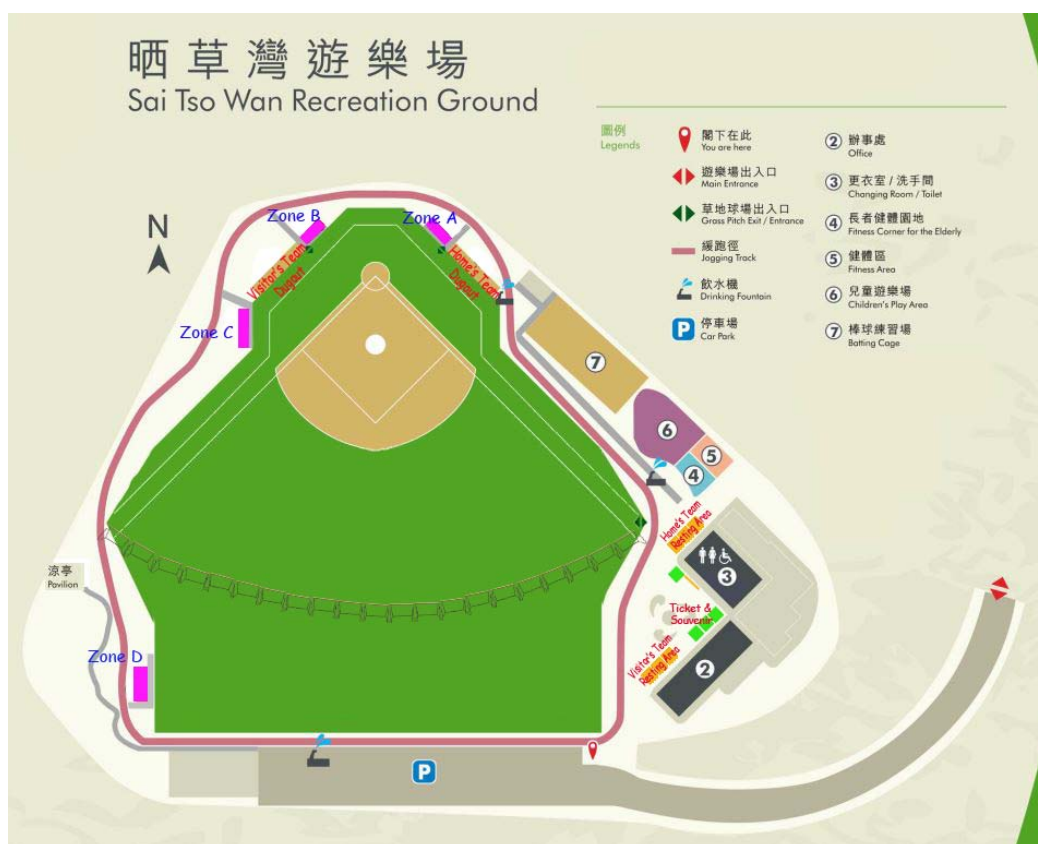 晒草灣遊樂場
Sai Tso Wan Recreation Ground
圖例
Legends
閣下在此
You are here
遊樂場出入口
Main Entrance
草地球場出入口
Grass Pitch Exit / Entrance
緩跑徑
Jogging Track
飲水機
Drinking Fountain
P
停車場
Car Park
2 辦事處
Office
3 更衣室 / 洗手間
Changing Room / Toilet
4 長者健體園地
Fitness Corner for the Elderly
5 健體區
Fitness Area
6 兒童遊樂場
Children's Play Area
7 棒球練習場
Batting Cage
N
Zone B
Zone A
Visitor's Team
Dugout
Home's Team
Dugout
Zone C
7
6
5
4
Home's Team
Resting Area
3
涼亭
Pavilion
Ticket &
Souvenir
Visitor's Team
Resting Area
2
Zone D
P